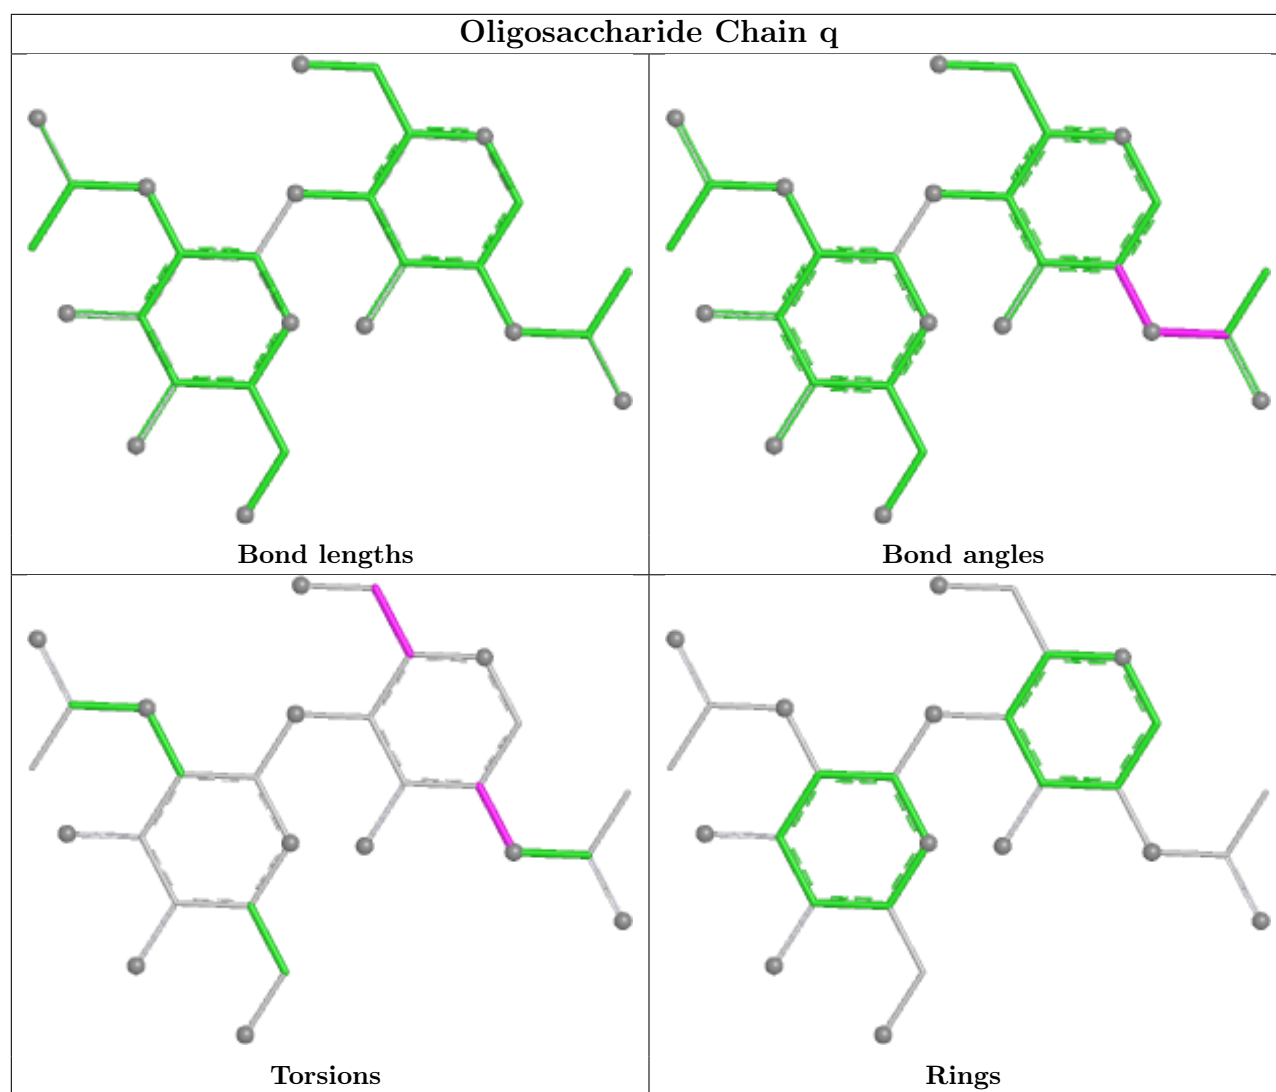 Oligosaccharide Chain q
Bond lengths
Bond angles
Torsions
Rings